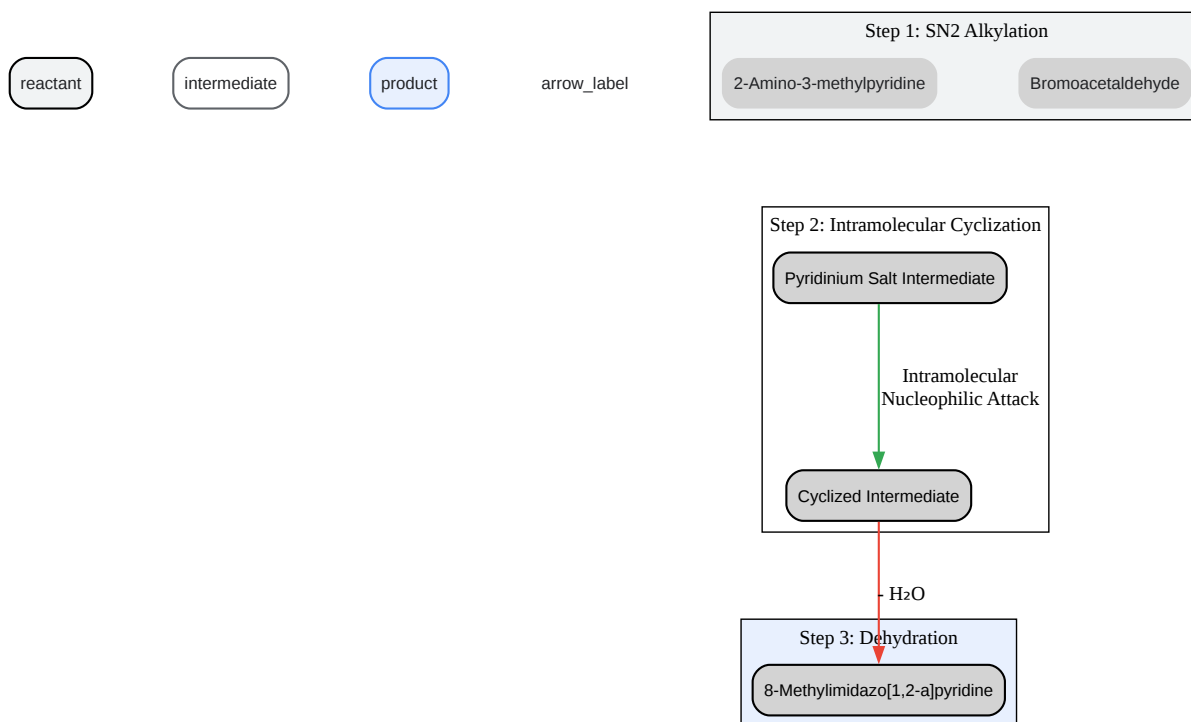 Step 1: SN2 Alkylation
reactant
intermediate
product
arrow_label
2-Amino-3-methylpyridine
Bromoacetaldehyde
Step 2: Intramolecular Cyclization
Pyridinium Salt Intermediate
Intramolecular
Nucleophilic Attack
Cyclized Intermediate
- H₂O
Step 3: Dehydration
8-Methylimidazo[1,2-a]pyridine